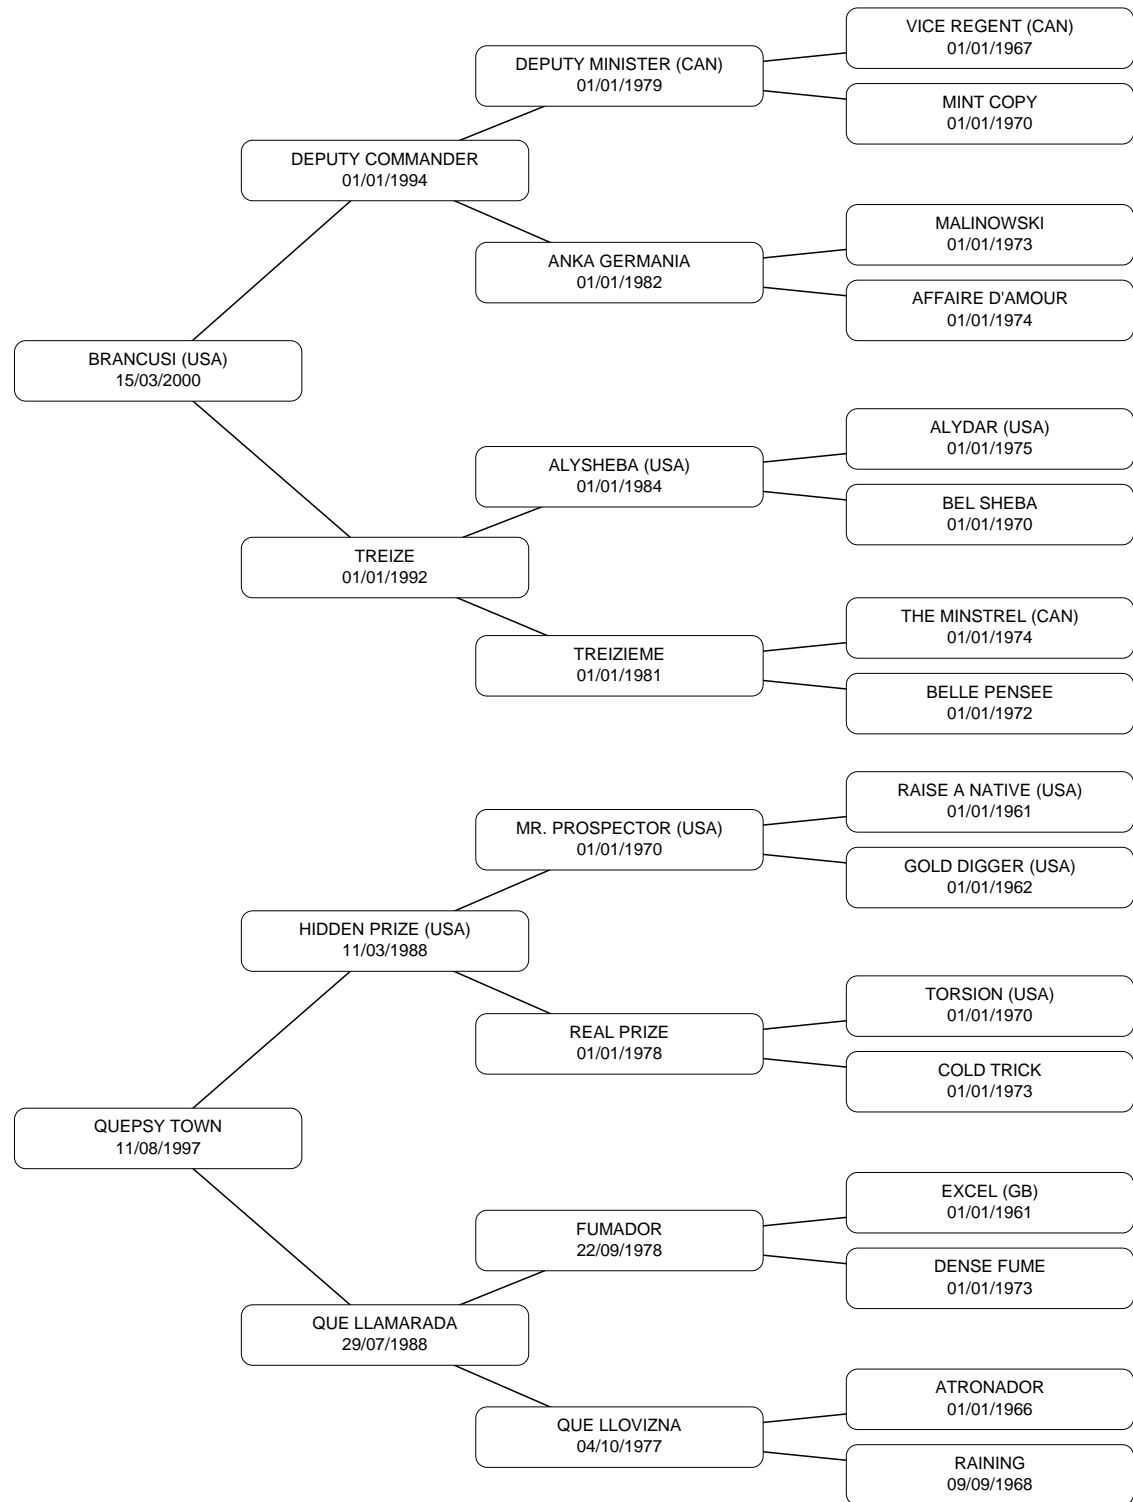 VICE REGENT (CAN)
01/01/1967
DEPUTY MINISTER (CAN)
01/01/1979
MINT COPY
01/01/1970
DEPUTY COMMANDER
01/01/1994
MALINOWSKI
01/01/1973
ANKA GERMANIA
01/01/1982
AFFAIRE D'AMOUR
01/01/1974
BRANCUSI (USA)
15/03/2000
ALYDAR (USA)
01/01/1975
ALYSHEBA (USA)
01/01/1984
BEL SHEBA
01/01/1970
TREIZE
01/01/1992
THE MINSTREL (CAN)
01/01/1974
TREIZIEME
01/01/1981
BELLE PENSEE
01/01/1972
RAISE A NATIVE (USA)
01/01/1961
MR. PROSPECTOR (USA)
01/01/1970
GOLD DIGGER (USA)
01/01/1962
HIDDEN PRIZE (USA)
11/03/1988
TORSION (USA)
01/01/1970
REAL PRIZE
01/01/1978
COLD TRICK
01/01/1973
QUEPSY TOWN
11/08/1997
EXCEL (GB)
01/01/1961
FUMADOR
22/09/1978
DENSE FUME
01/01/1973
QUE LLAMARADA
29/07/1988
ATRONADOR
01/01/1966
QUE LLOVIZNA
04/10/1977
RAINING
09/09/1968